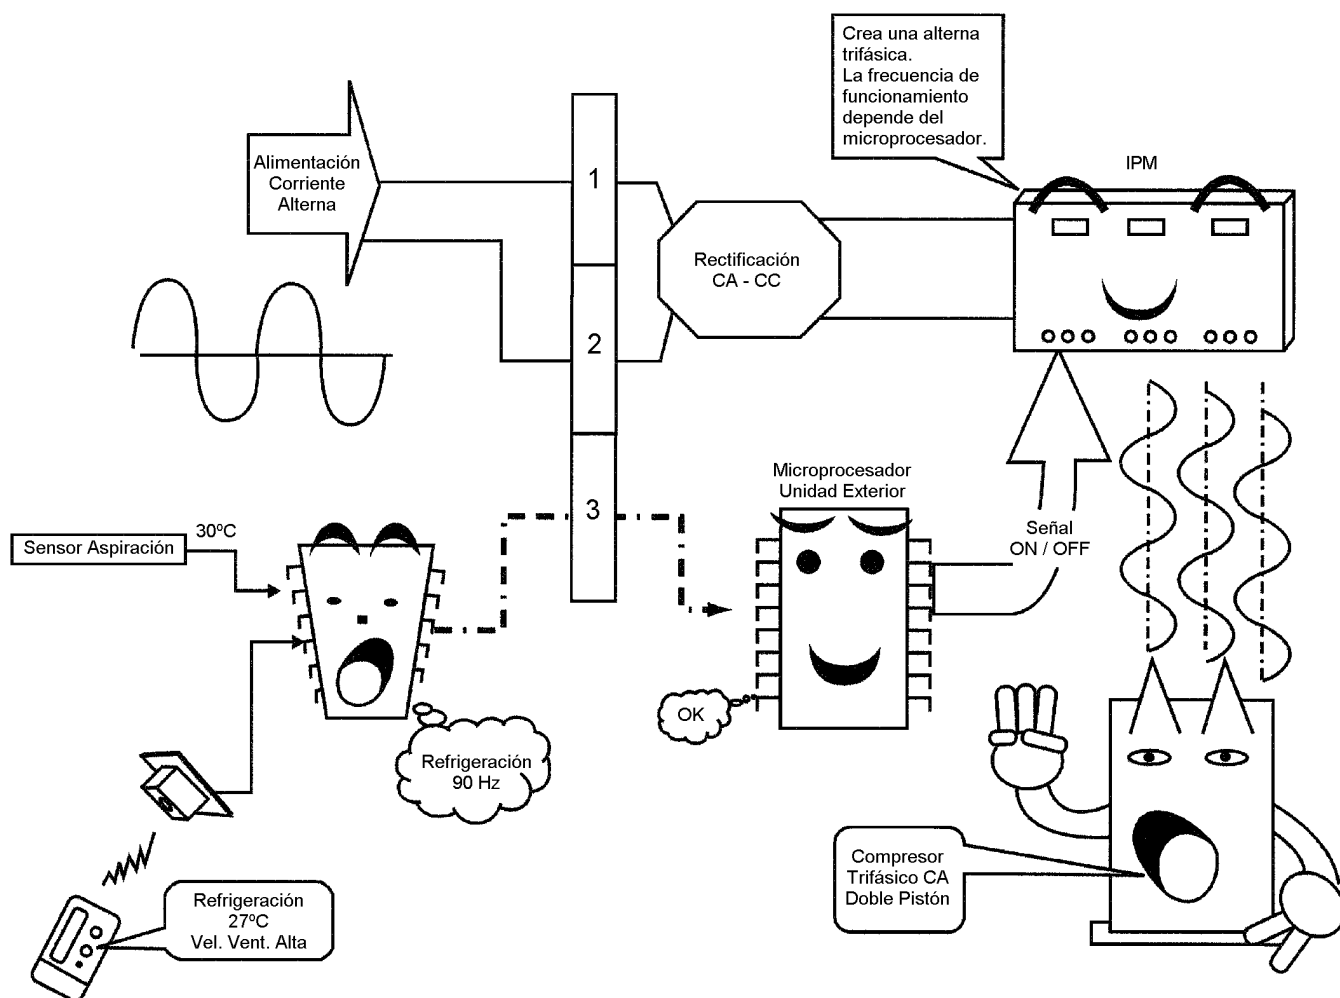 Crea una alterna
trifásica.
La frecuencia de
funcionamiento
depende del
microprocesador.
IPM
Alimentación
Corriente
Alterna
1
Rectificación
CA - CC
2
Microprocesador
Unidad Exterior
3
Señal
ON / OFF
30ºC
Sensor Aspiración
OK
Refrigeración
90 Hz
Compresor
Trifásico CA
Doble Pistón
Refrigeración
27ºC
Vel. Vent. Alta